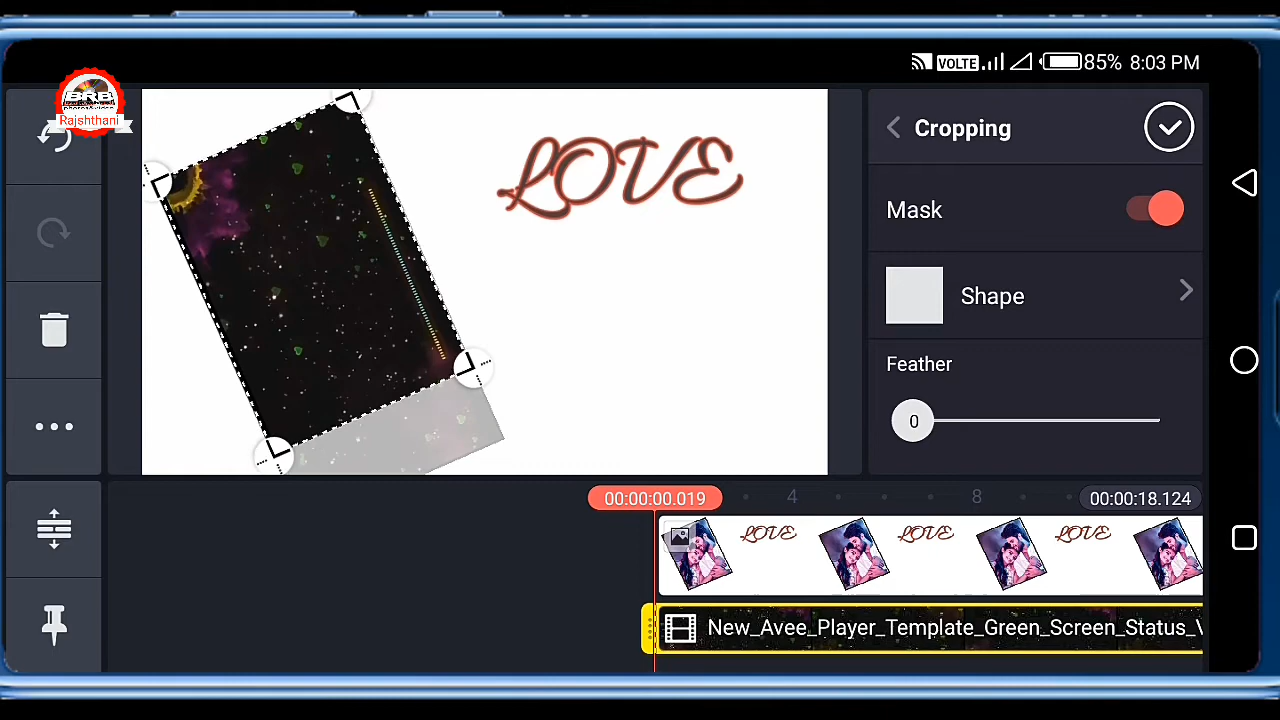 VOLTE 85% 8:03 PM
BRB
Rajshthani
LOVE
Cropping
Mask
Shape
Feather
0
00:00:00.019 4 8 00:00:18.124
LOVE LOVE LOVE
New_Avee_Player_Template_Green_Screen_Status_V